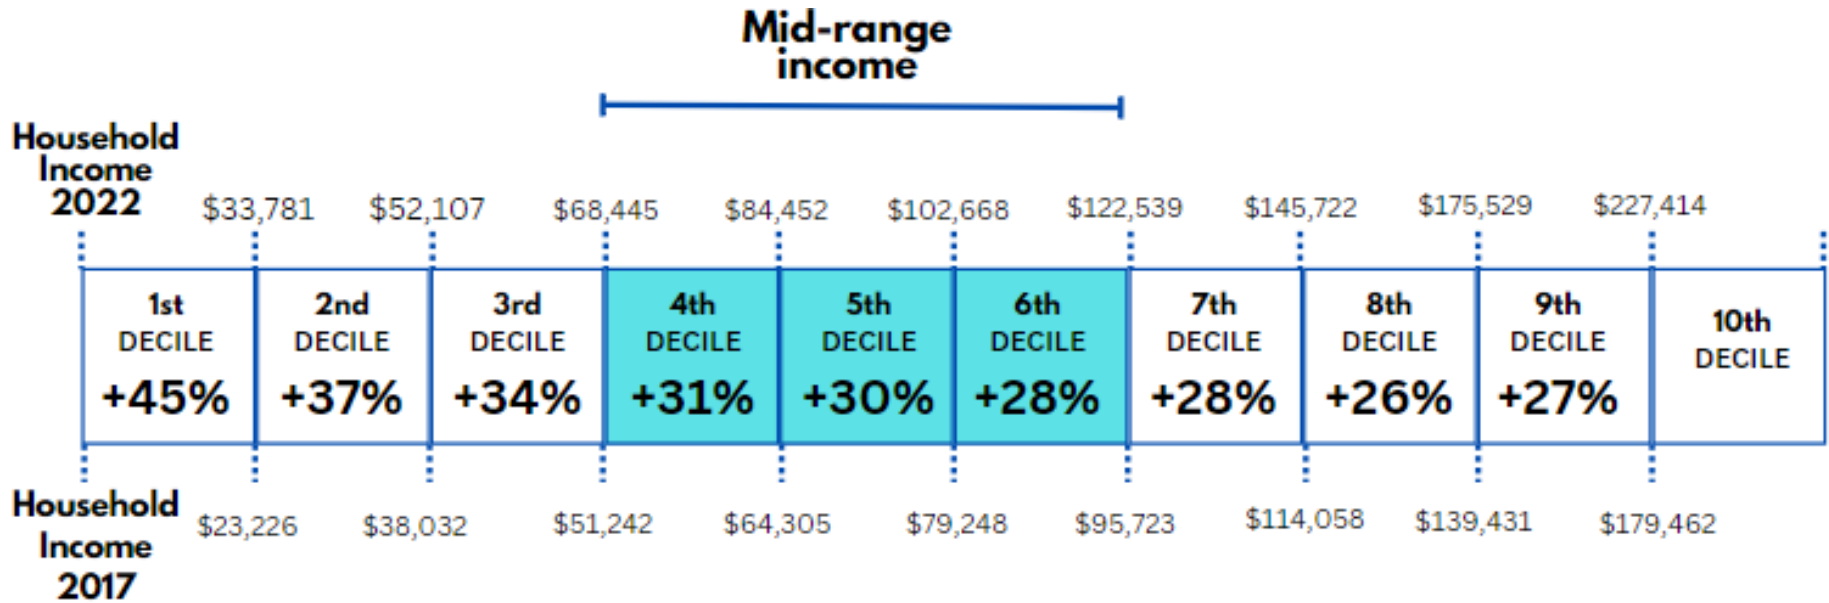 Mid-range
income
Household
Income
2022
$33,781 $52,107 $68,445 $84,452 $102,668 $122,539 $145,722 $175,529 $227,414
1st 2nd 3rd 4th 5th 6th 7th 8th 9th 10th
DECILE DECILE DECILE DECILE DECILE DECILE DECILE DECILE DECILE DECILE
+45% +37% +34% +31% +30% +28% +28% +26% +27%
Household
Income
2017
$23,226 $38,032 $51,242 $64,305 $79,248 $95,723 $114,058 $139,431 $179,462